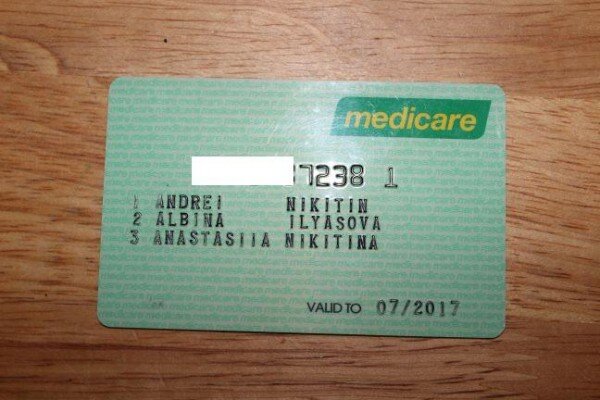 medicare
7238 1
1 ANDREI NIKITIN
2 ALBINA ILYASOVA
3 ANASTASIIA NIKITINA
VALID TO 07/2017